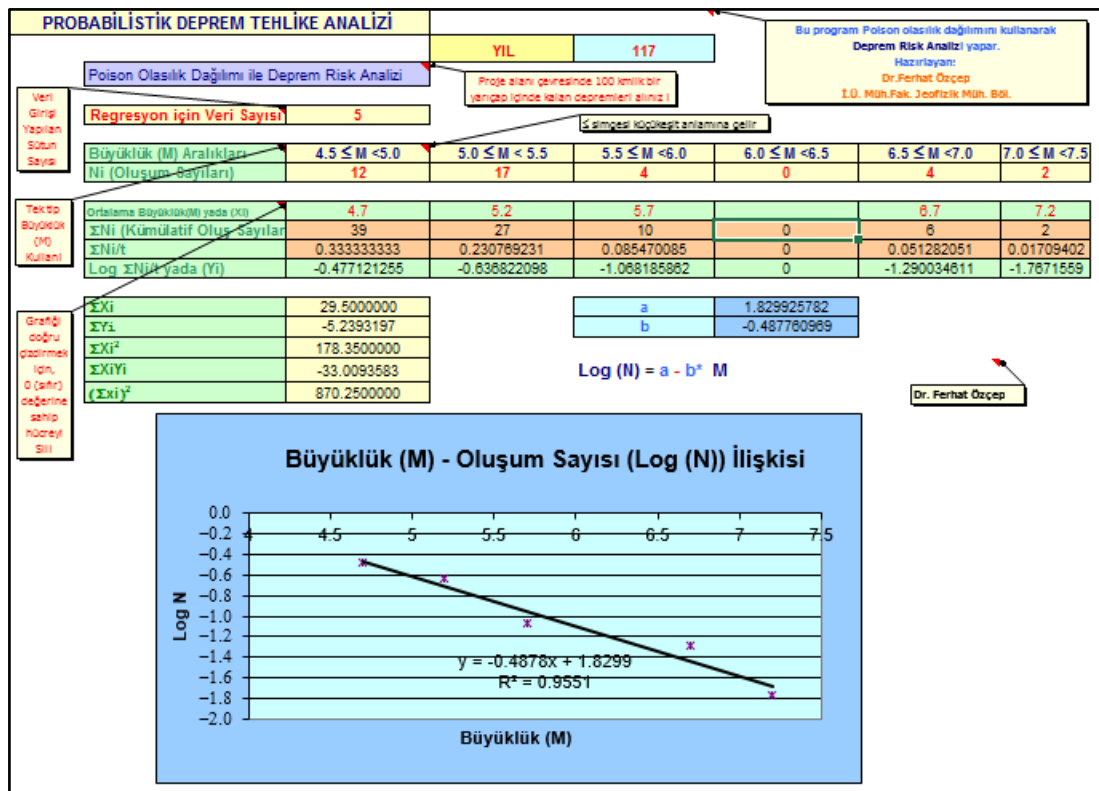 PROBABİLİSTİK DEPREM TEHLİKE ANALİZİ
YIL 117
Bu program Poison olasılık dağılımını kullanarak
Deprem Risk Analizi yapar.
Hazırlayan:
Dr.Ferhat Özçep
İ.Ü. Müh.Fak. Jeofizik Müh. Böl.
Poison Olasılık Dağılımı ile Deprem Risk Analizi
Proje alanı çevresinde 100 kmlik bir
yarıçap içinde kalan depremleri alınız !
Veri
Girişi
Yapılan
Sütun
Sayısı
Regresyon için Veri Sayısı 5
≤ simgesi küçükeşit anlamına gelir
Büyüklük (M) Aralıkları 4.5 ≤ M <5.0 5.0 ≤ M < 5.5 5.5 ≤ M <6.0 6.0 ≤ M <6.5 6.5 ≤ M <7.0 7.0 ≤ M <7.5
Ni (Oluşum Sayıları) 12 17 4 0 4 2
Tek tip
Büyüklük
(M)
Kullanı
Ortalama Büyüklük(M) yada (Xi) 4.7 5.2 5.7 6.7 7.2
ΣNi (Kümülatif Oluş Sayılar 39 27 10 0 6 2
ΣNi/t 0.333333333 0.230769231 0.085470085 0 0.051282051 0.01709402
Log ΣNi/t yada (Yi) -0.477121255 -0.636822098 -1.068185862 0 -1.290034611 -1.7671559
Grafiği
doğru
çizdirmek
için,
0 (sıfır)
değerine
sahip
hücreyi
Sili
ΣXi 29.5000000
ΣYi -5.2393197
ΣXi² 178.3500000
ΣXiYi -33.0093583
(Σxi)² 870.2500000
a 1.829925782
b -0.487760969
Log (N) = a - b* M
Dr. Ferhat Özçep
Büyüklük (M) - Oluşum Sayısı (Log (N)) İlişkisi
0.0
−0.2
−0.4
−0.6
−0.8
−1.0
−1.2
−1.4
−1.6
−1.8
−2.0
4 4.5 5 5.5 6 6.5 7 7.5
Log N
y = -0.4878x + 1.8299
R² = 0.9551
Büyüklük (M)